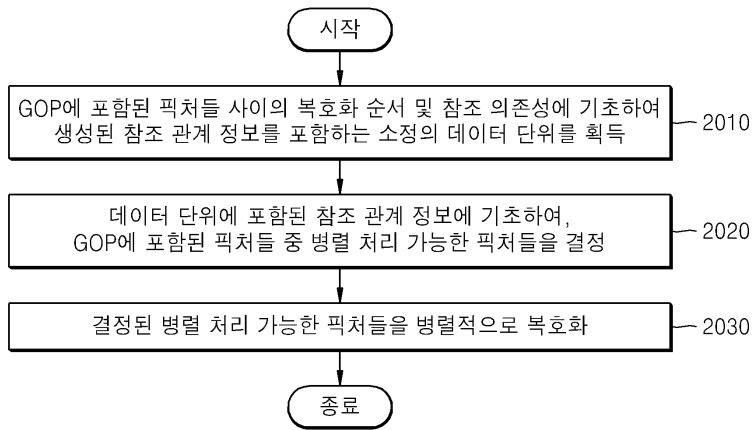 시작
GOP에 포함된 픽처들 사이의 복호화 순서 및 참조 의존성에 기초하여
생성된 참조 관계 정보를 포함하는 소정의 데이터 단위를 획득
2010
데이터 단위에 포함된 참조 관계 정보에 기초하여,
GOP에 포함된 픽처들 중 병렬 처리 가능한 픽처들을 결정
2020
결정된 병렬 처리 가능한 픽처들을 병렬적으로 복호화
2030
종료